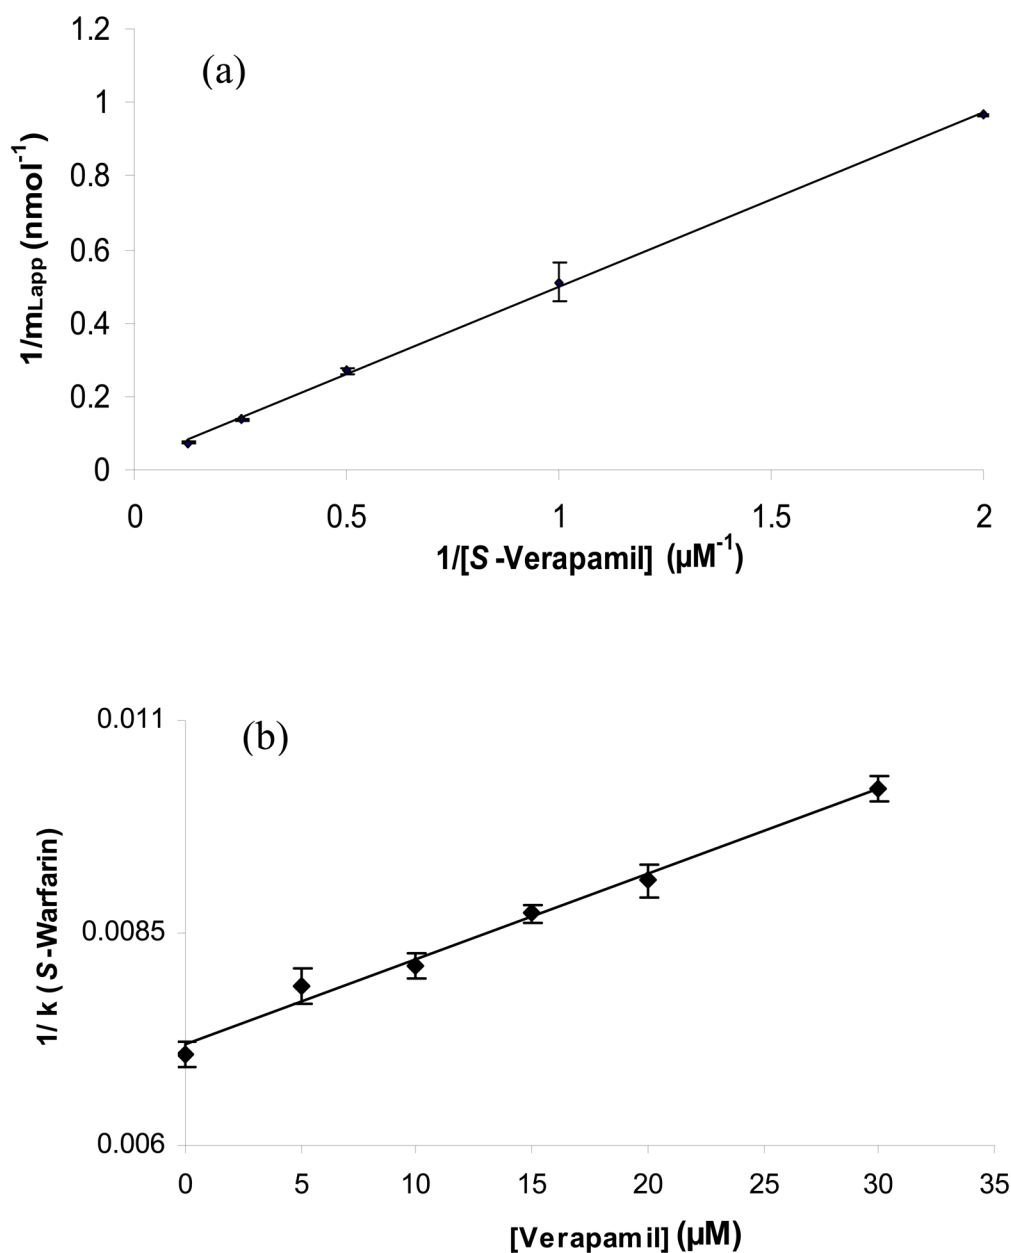 1.2
(a)
1
0.8
0.6
0.4
0.2
0
1/mLapp (nmol-1)
0 0.5 1 1.5 2
1/[S -Verapamil] (µM-1)
0.011
(b)
0.0085
0.006
1/ k ( S -Warfarin)
0 5 10 15 20 25 30 35
[Verapamil] (µM)